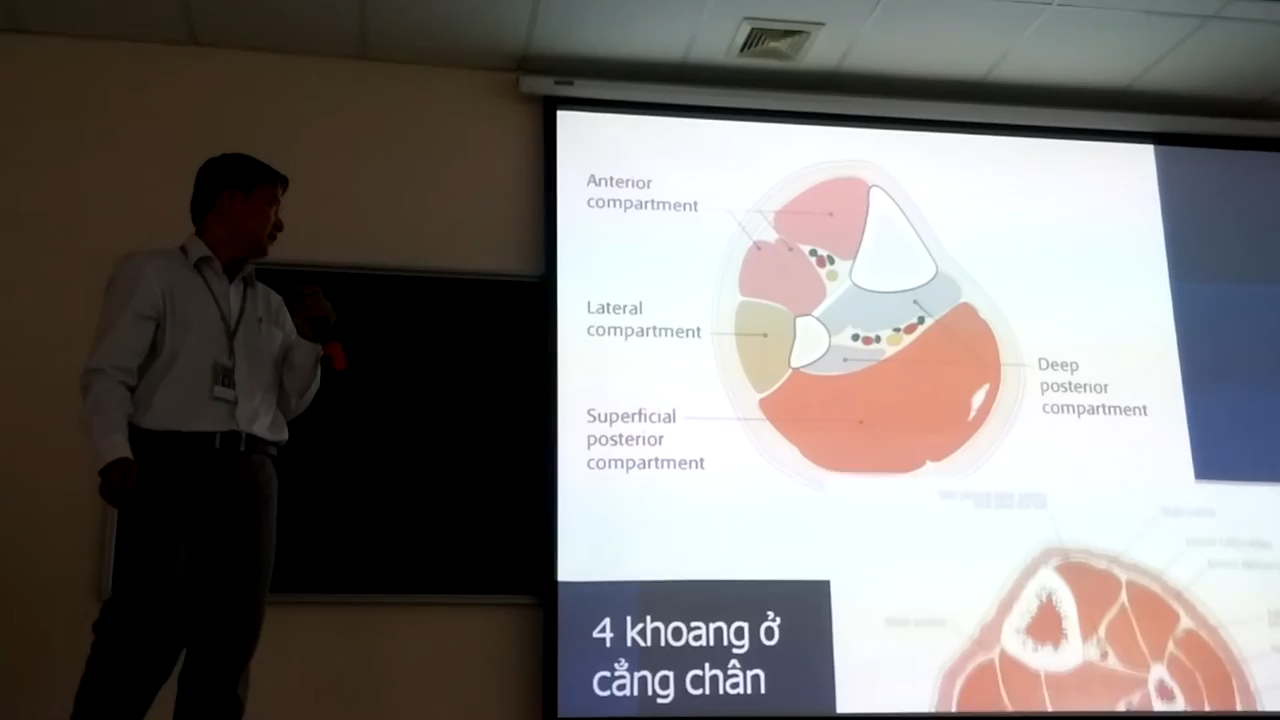 Anterior
compartment
Lateral
compartment
Superficial
posterior
compartment
Deep
posterior
compartment
4 khoang ở
cẳng chân